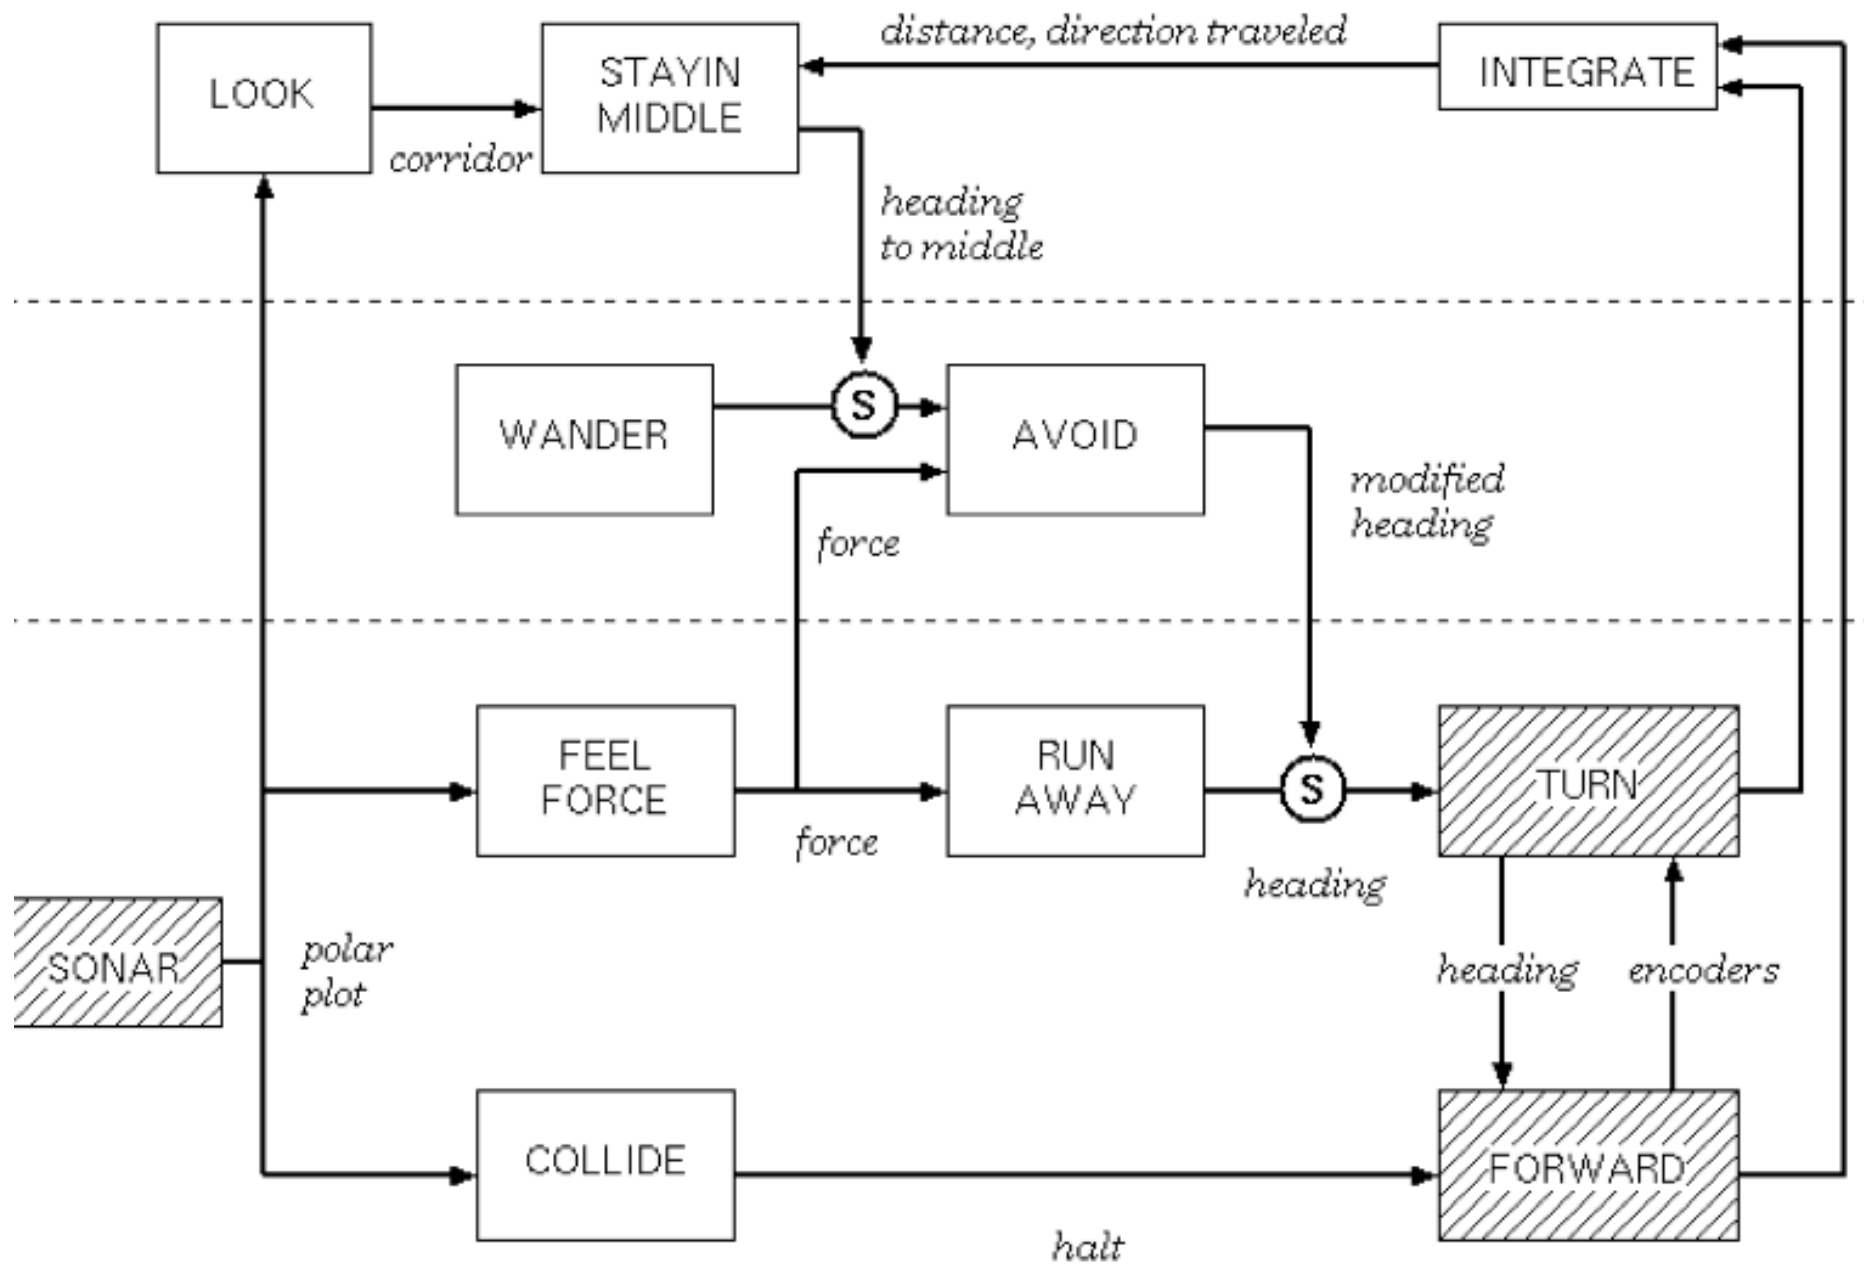 distance, direction traveled
LOOK
STAYIN
MIDDLE
INTEGRATE
corridor
heading
to middle
WANDER
S
AVOID
modified
heading
force
FEEL
FORCE
RUN
AWAY
S
TURN
force
heading
SONAR
polar
plot
heading
encoders
COLLIDE
FORWARD
halt